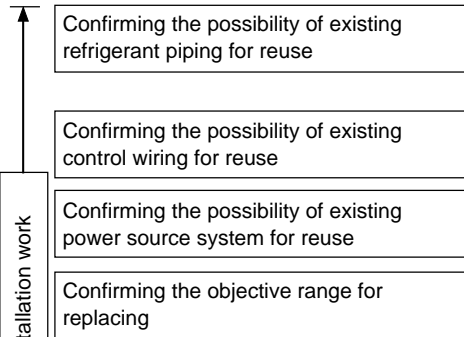 Confirming the possibility of existing
refrigerant piping for reuse
Confirming the possibility of existing
control wiring for reuse
Confirming the possibility of existing
power source system for reuse
Confirming the objective range for
replacing
tallation work